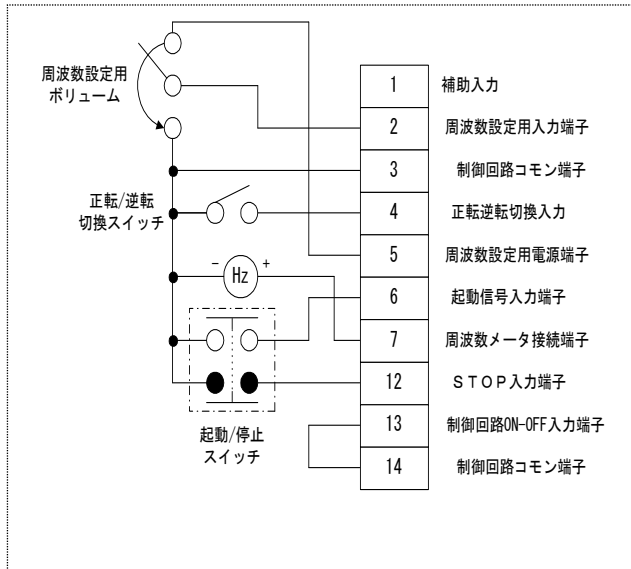 周波数設定用
ボリューム
正転/逆転
切換スイッチ
- Hz +
起動/停止
スイッチ
1 補助入力
2 周波数設定用入力端子
3 制御回路コモン端子
4 正転逆転切換入力
5 周波数設定用電源端子
6 起動信号入力端子
7 周波数メータ接続端子
12 STOP入力端子
13 制御回路ON-OFF入力端子
14 制御回路コモン端子